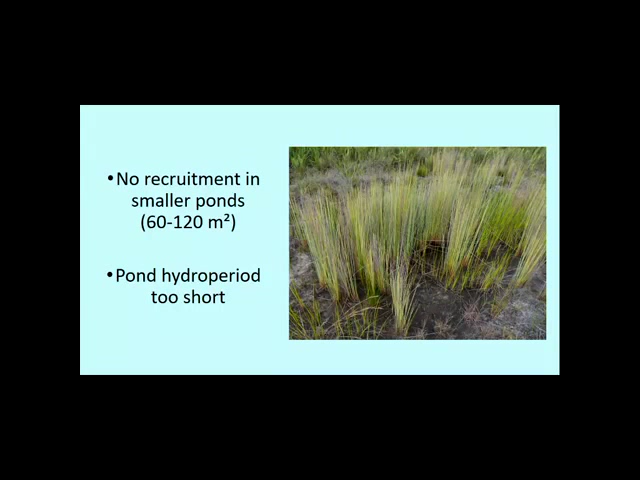 •No recruitment in
smaller ponds
(60-120 m²)
•Pond hydroperiod
too short